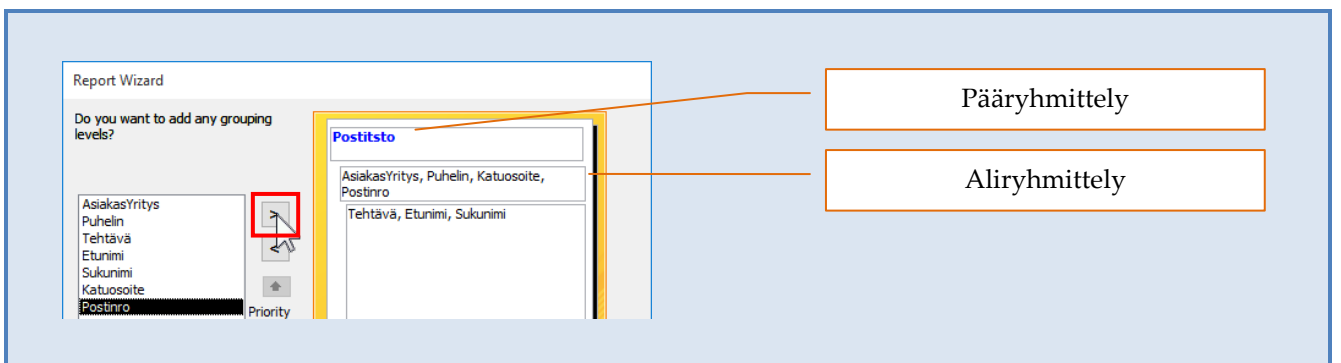 Report Wizard
Do you want to add any grouping
levels?
AsiakasYritys
Puhelin
Tehtävä
Etunimi
Sukunimi
Katuosoite
Postinro
>
<
Priority
Postitsto
AsiakasYritys, Puhelin, Katuosoite,
Postinro
Tehtävä, Etunimi, Sukunimi
Pääryhmittely
Aliryhmittely